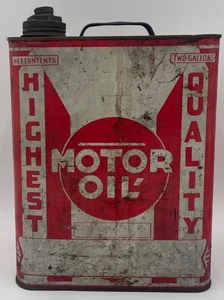 NET CONTENTS
TWO GALLONS
HIGHEST
MOTOR
OIL
QUALITY